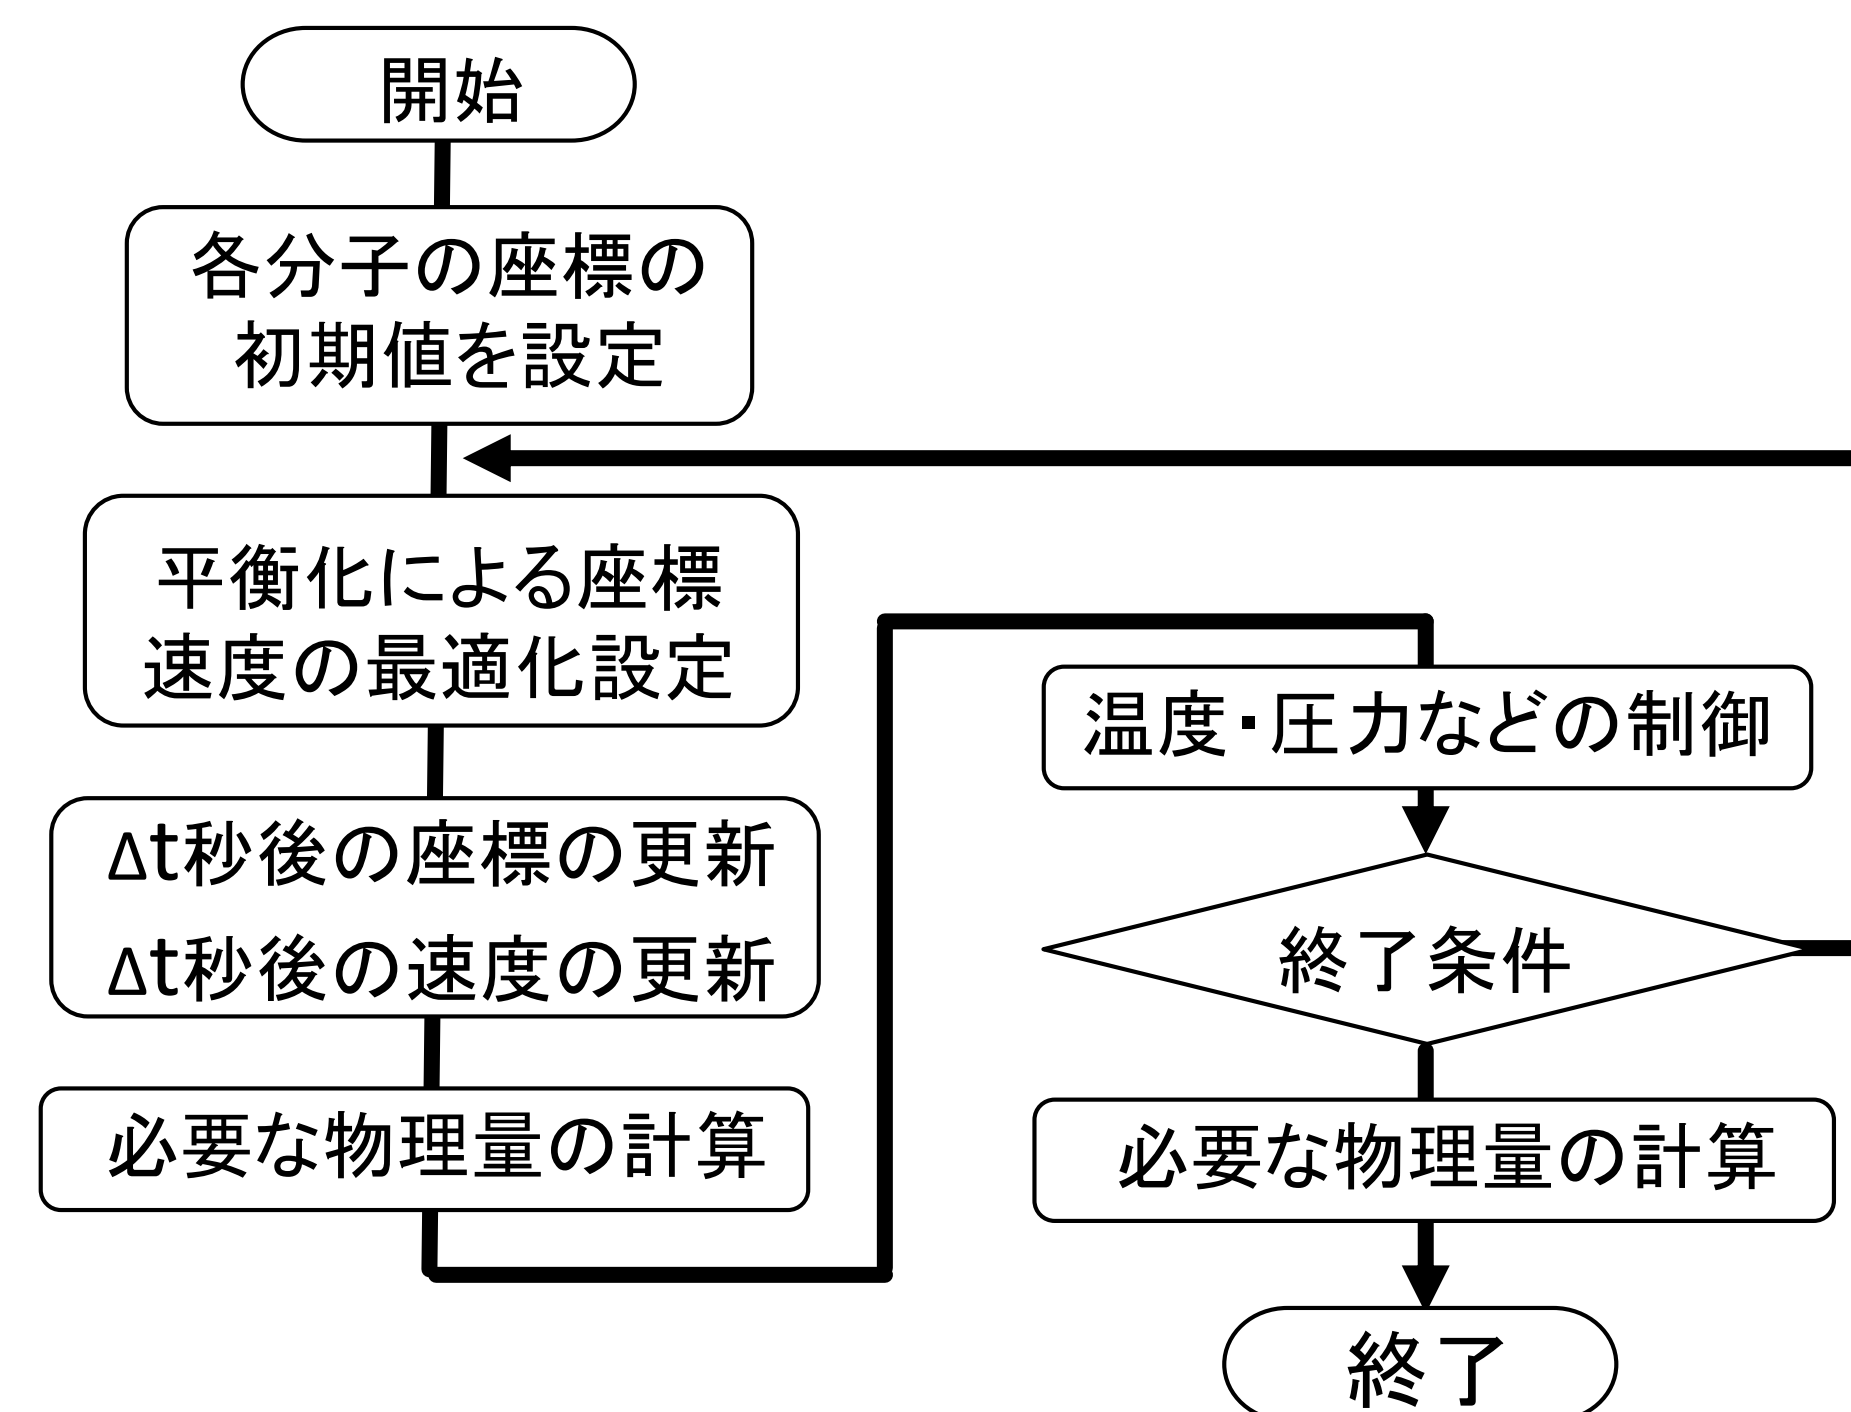 開始
各分子の座標の
初期値を設定
平衡化による座標
速度の最適化設定
Δt秒後の座標の更新
Δt秒後の速度の更新
必要な物理量の計算
温度・圧力などの制御
終了条件
必要な物理量の計算
終了